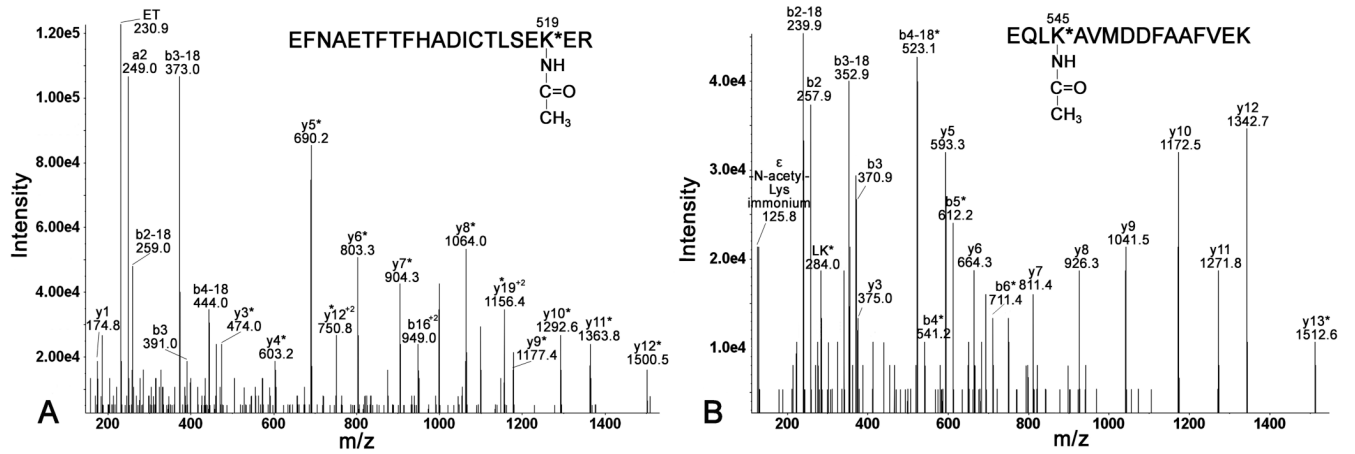 519
EFNAETFTFHADICTLSEK*ER
NH
C=O
CH3
ET
230.9
a2
249.0
b3-18
373.0
b2-18
259.0
y1
174.8
b3
391.0
b4-18
444.0
y3*
474.0
y4*
603.2
y5*
690.2
y12*+2
750.8
y6*
803.3
y7*
904.3
b16+2
949.0
y8*
1064.0
y19*+2
1156.4
y9*
1177.4
y10*
1292.6
y11*
1363.8
y12*
1500.5
1.20e5
1.00e5
8.00e4
6.00e4
4.00e4
2.00e4
Intensity
200 400 600 800 1000 1200 1400
m/z
A
545
EQLK*AVMDDFAAFVEK
NH
C=O
CH3
b2-18
239.9
b2
257.9
b3-18
352.9
b4-18*
523.1
b3
370.9
ε
-N-acetyl-
Lys
immonium
125.8
LK*
284.0
y3
375.0
b4*
541.2
y5
593.3
b5*
612.2
y6
664.3
b6*
711.4
y7
811.4
y8
926.3
y9
1041.5
y10
1172.5
y11
1271.8
y12
1342.7
y13*
1512.6
4.0e4
3.0e4
2.0e4
1.0e4
Intensity
200 400 600 800 1000 1200 1400
m/z
B